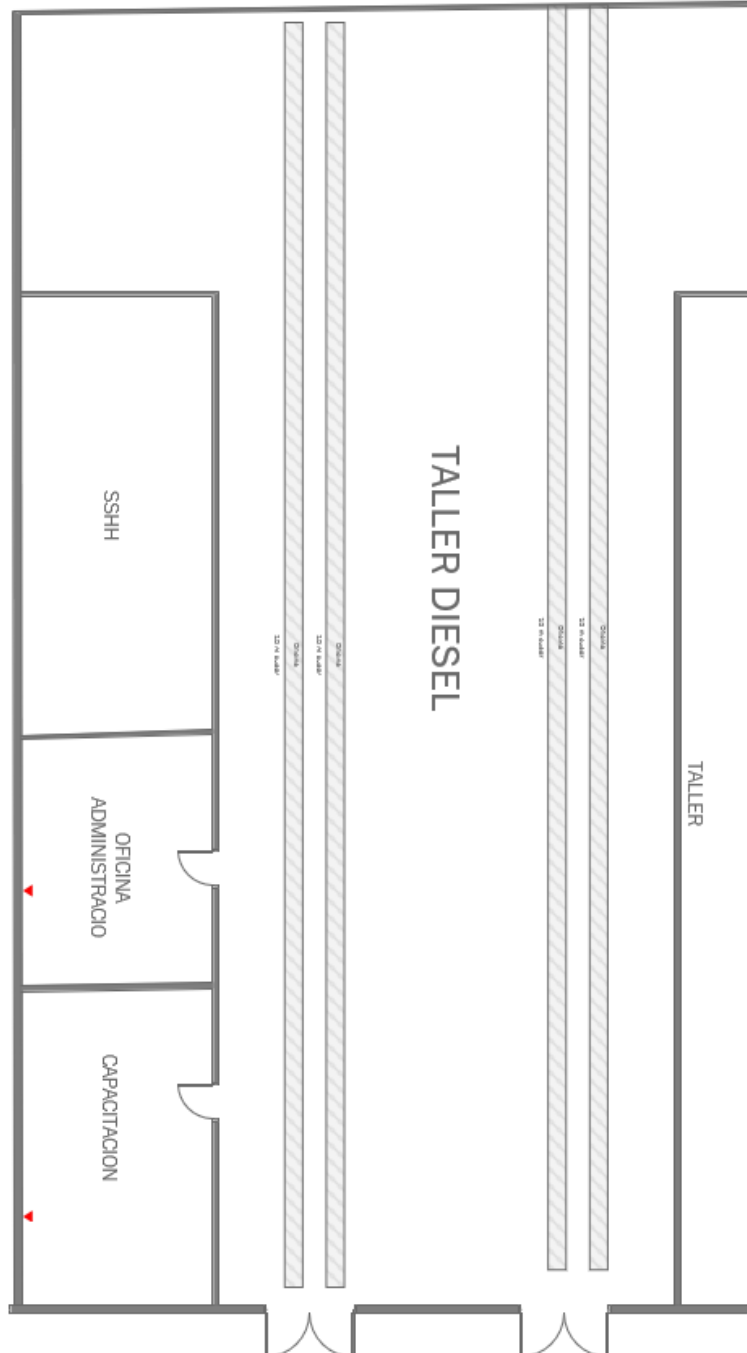 TALLER DIESEL
SSHH
TALLER
OFICINA
ADMINISTRACIO
CAPACITACION